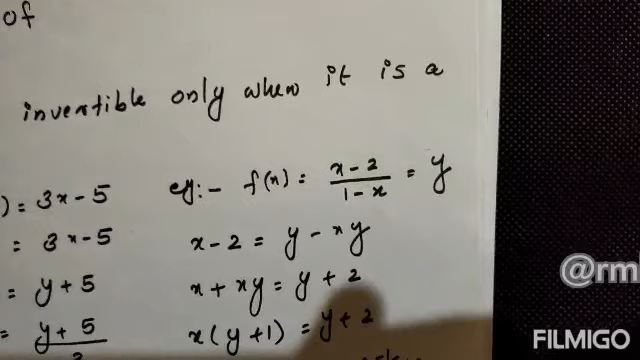 of
invertible only when it is a
) = 3x - 5
= 3x - 5
= y + 5
= y + 5
eg:- f(x) = x - 2 / 1 - x = y
x - 2 = y - xy
x + xy = y + 2
x(y + 1) = y + 2
@rm
FILMIGO